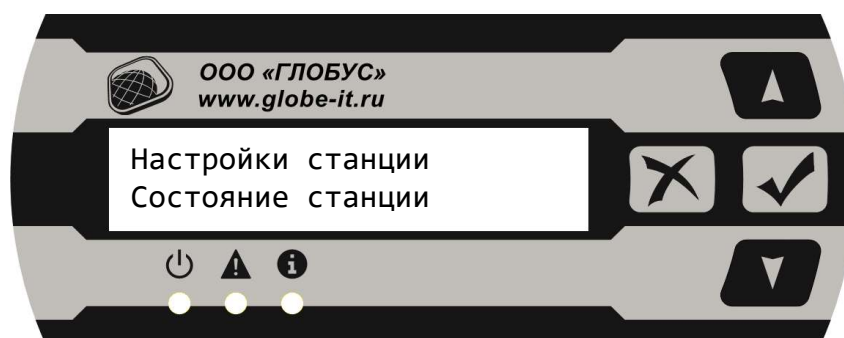 ООО «ГЛОБУС»
www.globe-it.ru
Настройки станции
Состояние станции